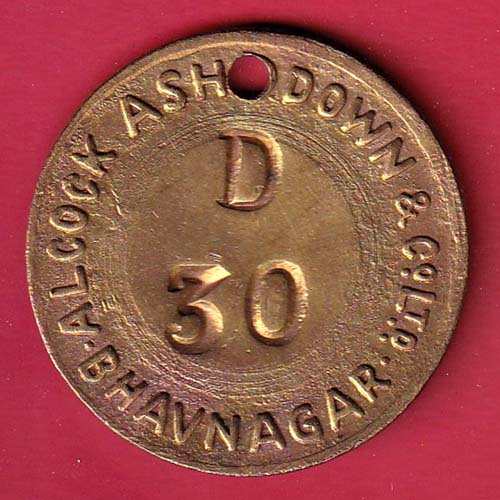 ALCOCK ASHDOWN & CO LTD
D
30
·BHAVNAGAR·